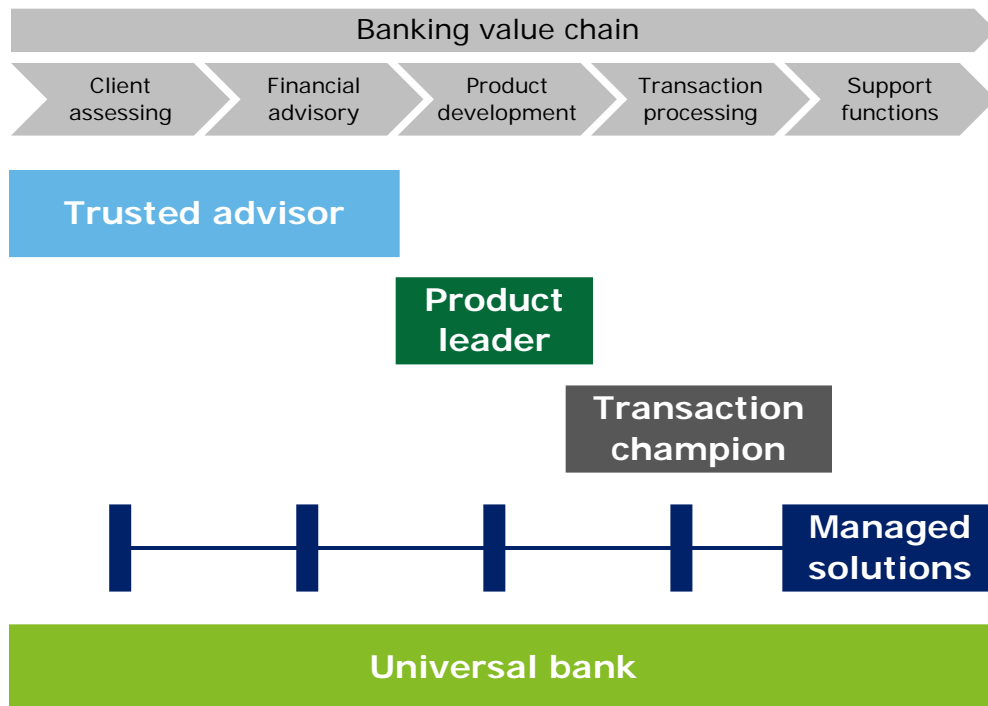 Banking value chain
Client
assessing
Financial
advisory
Product
development
Transaction
processing
Support
functions
Trusted advisor
Product
leader
Transaction
champion
Managed
solutions
Universal bank